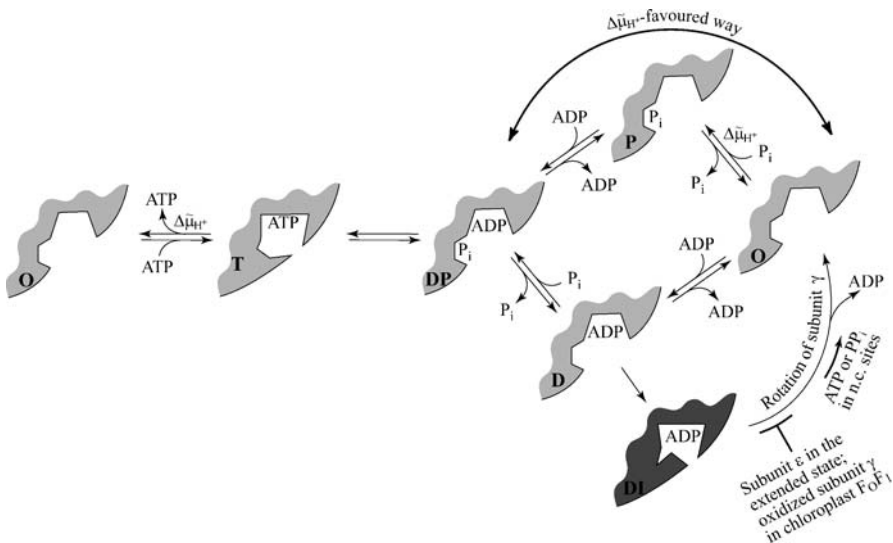 Δμ̃H⁺-favoured way
ADP
ADP
Pi
P
Δμ̃H⁺
Pi
Pi
ATP
Δμ̃H⁺
ATP
O
ATP
T
ADP
Pi
DP
O
Pi
Pi
ADP
ADP
ADP
D
ADP
DI
Rotation of subunit γ
ADP
ATP or PPi
in n.c. sites
Subunit ε in the
extended state;
oxidized subunit γ
in chloroplast FOF1